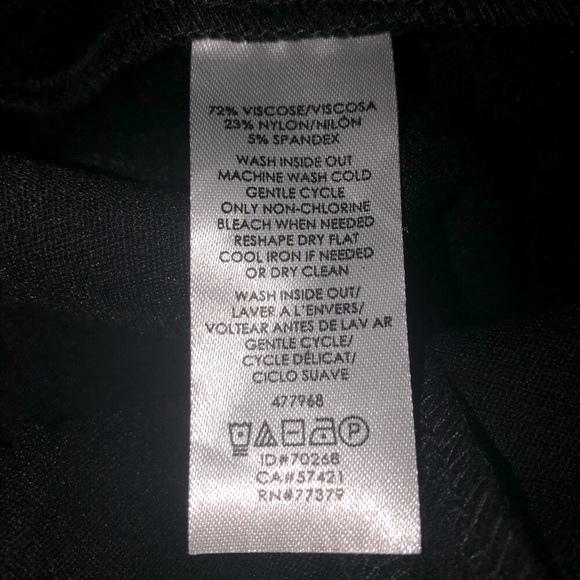 72% VISCOSE/VISCOSA
23% NYLON/NILÓN
5% SPANDEX
WASH INSIDE OUT
MACHINE WASH COLD
GENTLE CYCLE
ONLY NON-CHLORINE
BLEACH WHEN NEEDED
RESHAPE DRY FLAT
COOL IRON IF NEEDED
OR DRY CLEAN
WASH INSIDE OUT/
LAVER A L'ENVERS/
VOLTEAR ANTES DE LAV AR
GENTLE CYCLE/
CYCLE DÉLICAT/
CICLO SUAVE
477968
P
ID#70268
CA#57421
RN#77379